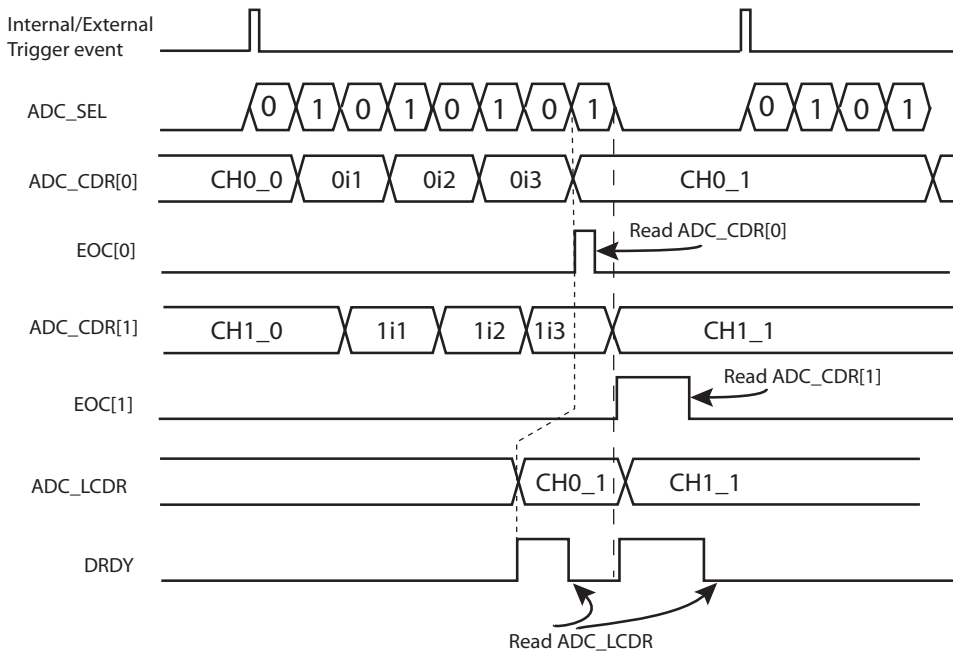 Internal/External
Trigger event
ADC_SEL
0 1 0 1 0 1 0 1 0 1 0 1
ADC_CDR[0]
CH0_0 0i1 0i2 0i3 CH0_1
EOC[0]
Read ADC_CDR[0]
ADC_CDR[1]
CH1_0 1i1 1i2 1i3 CH1_1
EOC[1]
Read ADC_CDR[1]
ADC_LCDR
CH0_1 CH1_1
DRDY
Read ADC_LCDR